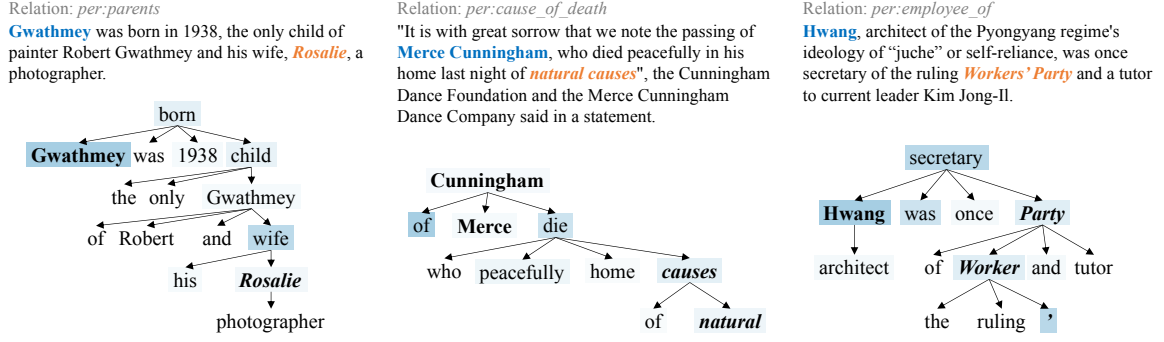 Relation: per:parents
Gwathmey was born in 1938, the only child of
painter Robert Gwathmey and his wife, Rosalie, a
photographer.
born
Gwathmey was 1938 child
the only
Gwathmey
of Robert and wife
his
Rosalie
photographer
Relation: per:cause_of_death
"It is with great sorrow that we note the passing of
Merce Cunningham, who died peacefully in his
home last night of natural causes", the Cunningham
Dance Foundation and the Merce Cunningham
Dance Company said in a statement.
Cunningham
of Merce die
who peacefully home causes
of natural
Relation: per:employee_of
Hwang, architect of the Pyongyang regime's
ideology of “juche” or self-reliance, was once
secretary of the ruling Workers’ Party and a tutor
to current leader Kim Jong-Il.
secretary
Hwang was once Party
architect of Worker and tutor
the ruling ’